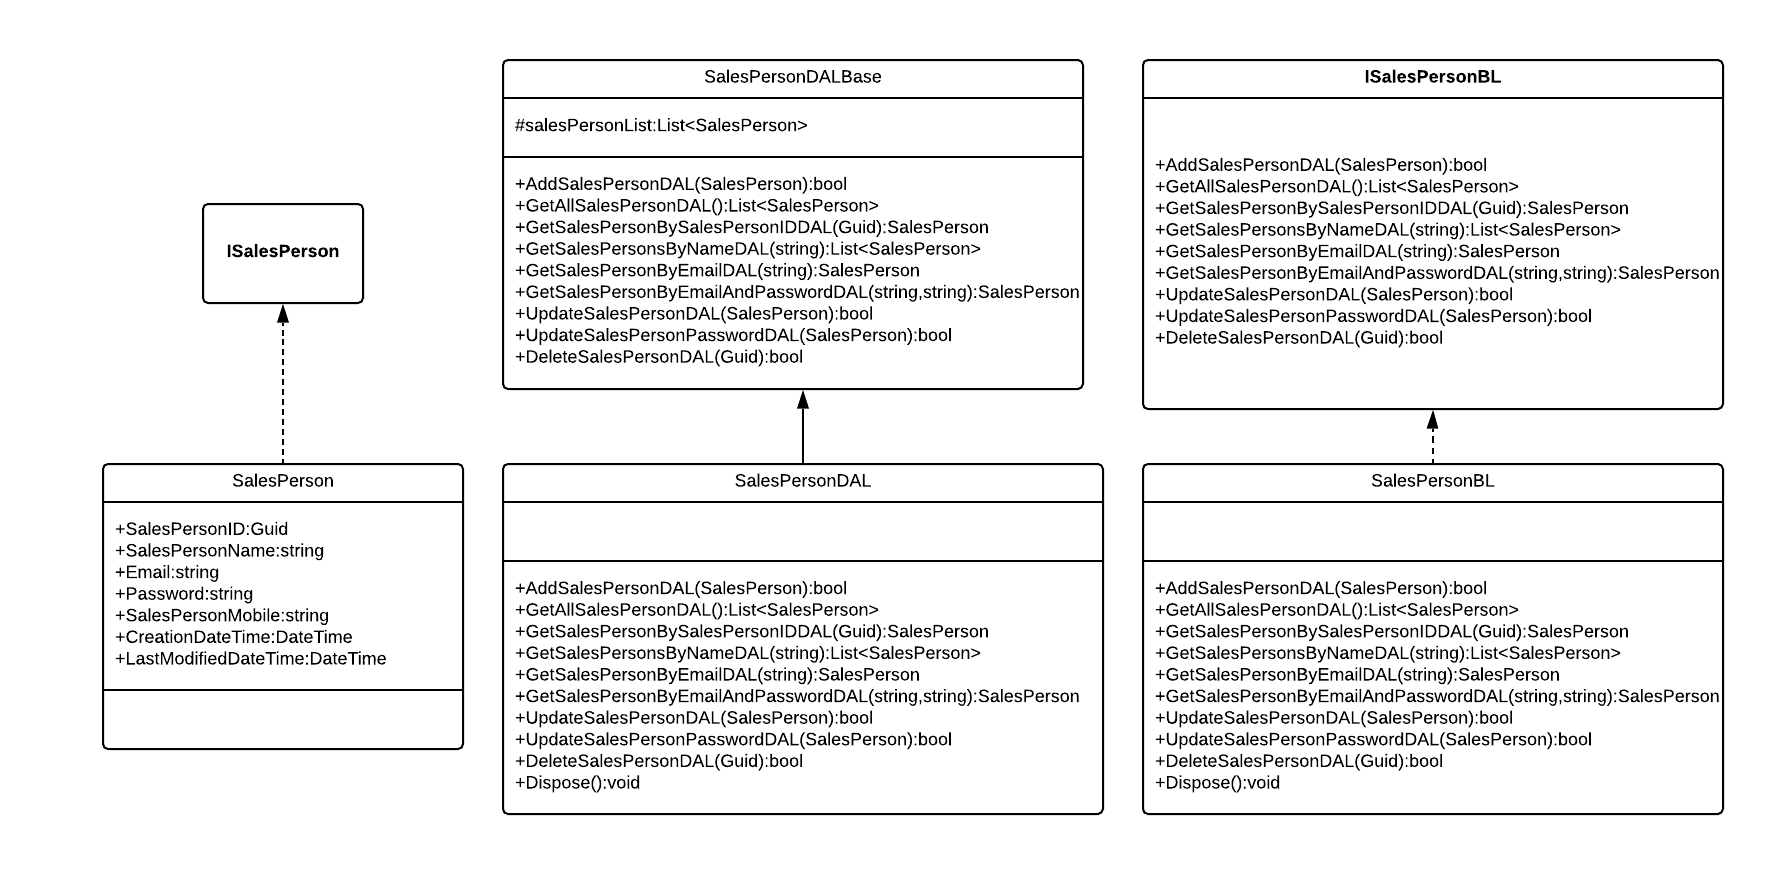 ISalesPerson
SalesPerson
+SalesPersonID:Guid
+SalesPersonName:string
+Email:string
+Password:string
+SalesPersonMobile:string
+CreationDateTime:DateTime
+LastModifiedDateTime:DateTime
SalesPersonDALBase
#salesPersonList:List<SalesPerson>
+AddSalesPersonDAL(SalesPerson):bool
+GetAllSalesPersonDAL():List<SalesPerson>
+GetSalesPersonBySalesPersonIDDAL(Guid):SalesPerson
+GetSalesPersonsByNameDAL(string):List<SalesPerson>
+GetSalesPersonByEmailDAL(string):SalesPerson
+GetSalesPersonByEmailAndPasswordDAL(string,string):SalesPerson
+UpdateSalesPersonDAL(SalesPerson):bool
+UpdateSalesPersonPasswordDAL(SalesPerson):bool
+DeleteSalesPersonDAL(Guid):bool
SalesPersonDAL
+AddSalesPersonDAL(SalesPerson):bool
+GetAllSalesPersonDAL():List<SalesPerson>
+GetSalesPersonBySalesPersonIDDAL(Guid):SalesPerson
+GetSalesPersonsByNameDAL(string):List<SalesPerson>
+GetSalesPersonByEmailDAL(string):SalesPerson
+GetSalesPersonByEmailAndPasswordDAL(string,string):SalesPerson
+UpdateSalesPersonDAL(SalesPerson):bool
+UpdateSalesPersonPasswordDAL(SalesPerson):bool
+DeleteSalesPersonDAL(Guid):bool
+Dispose():void
ISalesPersonBL
+AddSalesPersonDAL(SalesPerson):bool
+GetAllSalesPersonDAL():List<SalesPerson>
+GetSalesPersonBySalesPersonIDDAL(Guid):SalesPerson
+GetSalesPersonsByNameDAL(string):List<SalesPerson>
+GetSalesPersonByEmailDAL(string):SalesPerson
+GetSalesPersonByEmailAndPasswordDAL(string,string):SalesPerson
+UpdateSalesPersonDAL(SalesPerson):bool
+UpdateSalesPersonPasswordDAL(SalesPerson):bool
+DeleteSalesPersonDAL(Guid):bool
SalesPersonBL
+AddSalesPersonDAL(SalesPerson):bool
+GetAllSalesPersonDAL():List<SalesPerson>
+GetSalesPersonBySalesPersonIDDAL(Guid):SalesPerson
+GetSalesPersonsByNameDAL(string):List<SalesPerson>
+GetSalesPersonByEmailDAL(string):SalesPerson
+GetSalesPersonByEmailAndPasswordDAL(string,string):SalesPerson
+UpdateSalesPersonDAL(SalesPerson):bool
+UpdateSalesPersonPasswordDAL(SalesPerson):bool
+DeleteSalesPersonDAL(Guid):bool
+Dispose():void